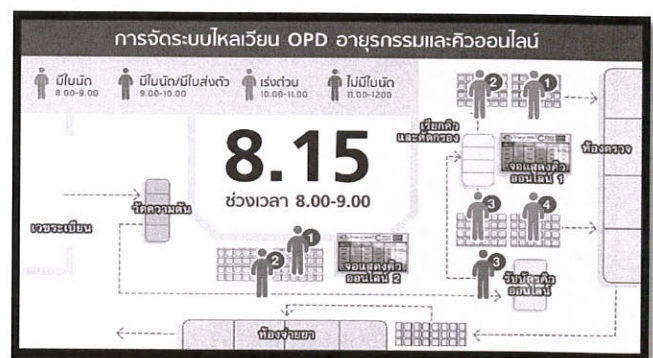 การจัดระบบไหลเวียน OPD อายุรกรรมและคิวออนไลน์
มีใบนัด
8.00-9.00
มีใบนัด/มีใบส่งตัว
9.00-10.00
เร่งด่วน
10.00-11.00
ไม่มีใบนัด
11.00-12.00
8.15
ช่วงเวลา 8.00-9.00
2
1
เรียกคิว
และคัดกรอง
จอแสดงคิว
ออนไลน์ 1
ห้องตรวจ
3
4
เวชระเบียน
วัดความดัน
1
2
จอแสดงคิว
ออนไลน์ 2
3
รับบัตรคิว
ออนไลน์
ห้องจ่ายยา